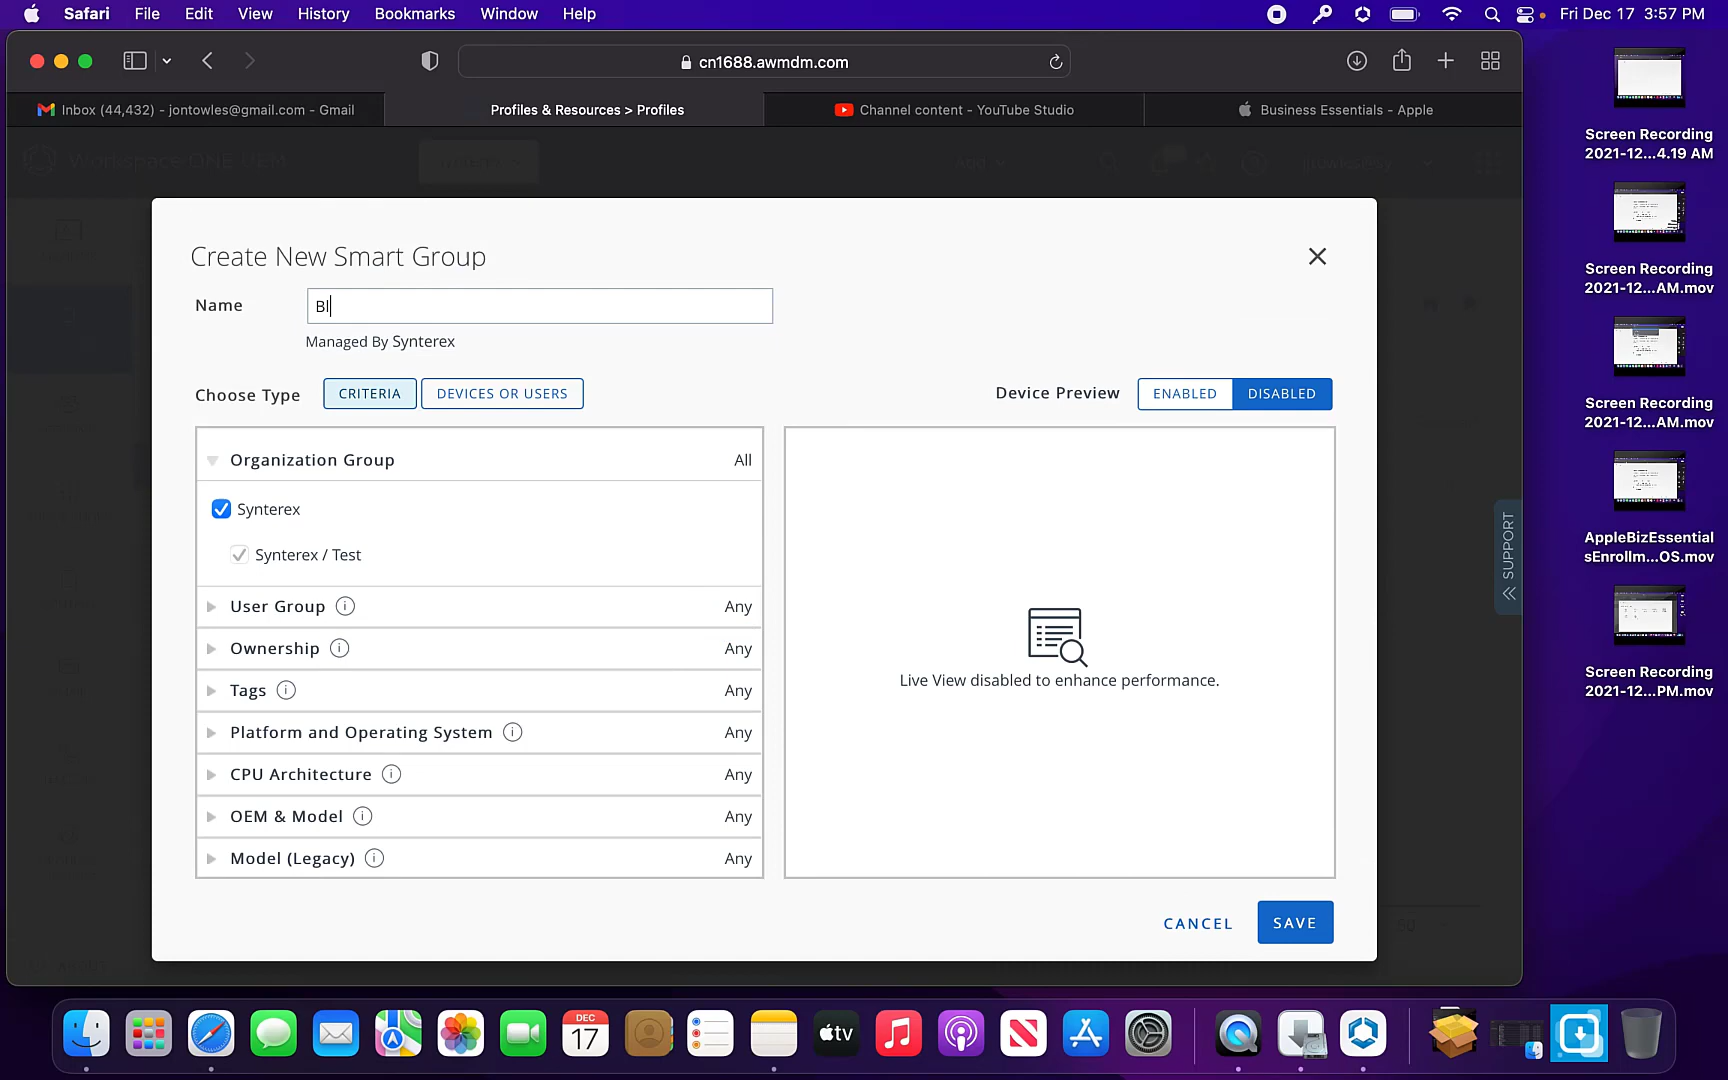 Safari File Edit View History Bookmarks Window Help Fri Dec 17 3:57 PM
cn1688.awmdm.com
Inbox (44,432) - jontowles@gmail.com - Gmail
Profiles & Resources > Profiles
Channel content - YouTube Studio
Business Essentials - Apple
Workspace ONE UEM
Create New Smart Group
Name Bl
Managed By Synterex
Choose Type CRITERIA DEVICES OR USERS
Device Preview ENABLED DISABLED
Organization Group All
Synterex
Synterex / Test
User Group Any
Ownership Any
Tags Any
Platform and Operating System Any
CPU Architecture Any
OEM & Model Any
Model (Legacy) Any
Live View disabled to enhance performance.
CANCEL SAVE
SUPPORT
Screen Recording
2021-12...4.19 AM
Screen Recording
2021-12...AM.mov
Screen Recording
2021-12...AM.mov
AppleBizEssential
sEnrollm...OS.mov
Screen Recording
2021-12...PM.mov
DEC
17
tv